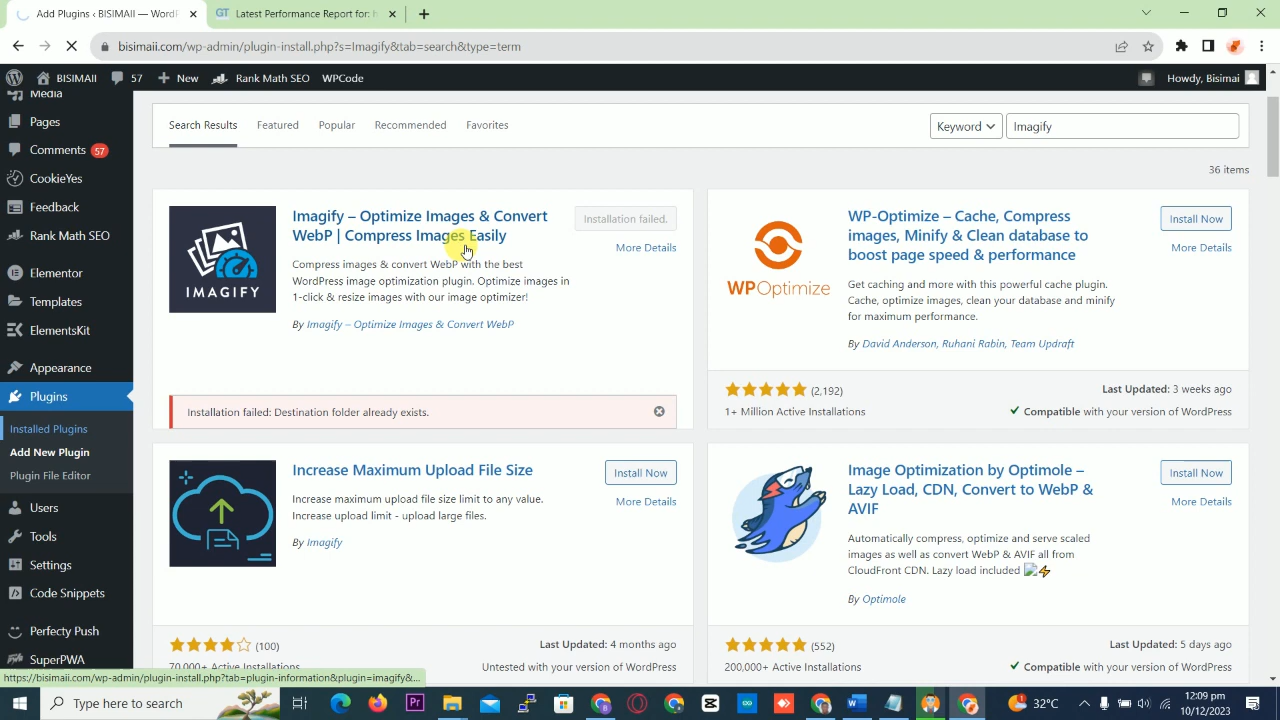 Add Plugins ‹ BISIMAII — WordP
Latest Performance Report for: h
bisimaii.com/wp-admin/plugin-install.php?s=Imagify&tab=search&type=term
BISIMAII
57
New
Rank Math SEO
WPCode
Howdy, Bisimai
Media
Pages
Comments 57
CookieYes
Feedback
Rank Math SEO
Elementor
Templates
ElementsKit
Appearance
Plugins
Installed Plugins
Add New Plugin
Plugin File Editor
Users
Tools
Settings
Code Snippets
Perfecty Push
SuperPWA
Search Results
Featured
Popular
Recommended
Favorites
Keyword
Imagify
36 items
IMAGIFY
Imagify – Optimize Images & Convert
WebP | Compress Images Easily
Installation failed.
More Details
Compress images & convert WebP with the best
WordPress image optimization plugin. Optimize images in
1-click & resize images with our image optimizer!
By Imagify – Optimize Images & Convert WebP
Installation failed: Destination folder already exists.
WPOptimize
WP-Optimize – Cache, Compress
images, Minify & Clean database to
boost page speed & performance
Install Now
More Details
Get caching and more with this powerful cache plugin.
Cache, optimize images, clean your database and minify
for maximum performance.
By David Anderson, Ruhani Rabin, Team Updraft
(2,192)
Last Updated: 3 weeks ago
1+ Million Active Installations
Compatible with your version of WordPress
Increase Maximum Upload File Size
Install Now
More Details
Increase maximum upload file size limit to any value.
Increase upload limit - upload large files.
By Imagify
(100)
Last Updated: 4 months ago
70,000+ Active Installations
Untested with your version of WordPress
Image Optimization by Optimole –
Lazy Load, CDN, Convert to WebP &
AVIF
Install Now
More Details
Automatically compress, optimize and serve scaled
images as well as convert WebP & AVIF all from
CloudFront CDN. Lazy load included
By Optimole
(552)
Last Updated: 5 days ago
200,000+ Active Installations
Compatible with your version of WordPress
https://bisimaii.com/wp-admin/plugin-install.php?tab=plugin-information&plugin=imagify&...
Type here to search
32°C
12:09 pm
10/12/2023